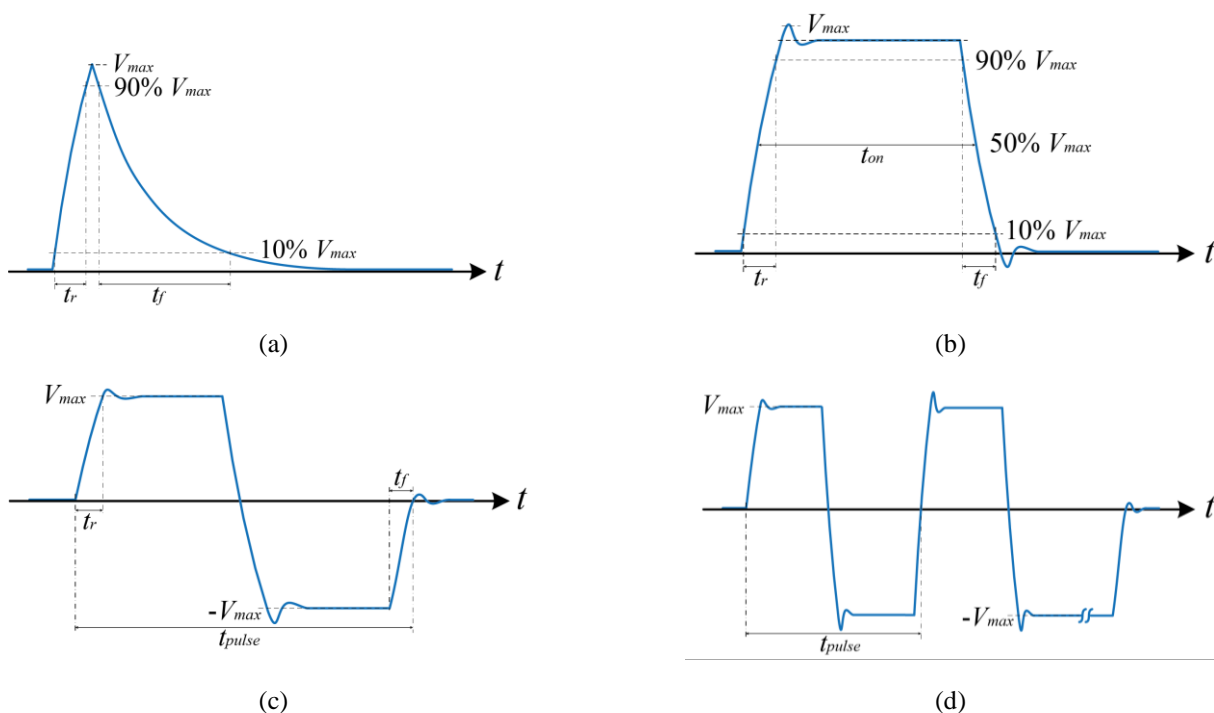 Vmax
90% Vmax
10% Vmax
t
tr
tf
(a)
Vmax
90% Vmax
50% Vmax
ton
10% Vmax
t
tr
tf
(b)
Vmax
tf
t
tr
-Vmax
tpulse
(c)
Vmax
t
-Vmax
tpulse
(d)